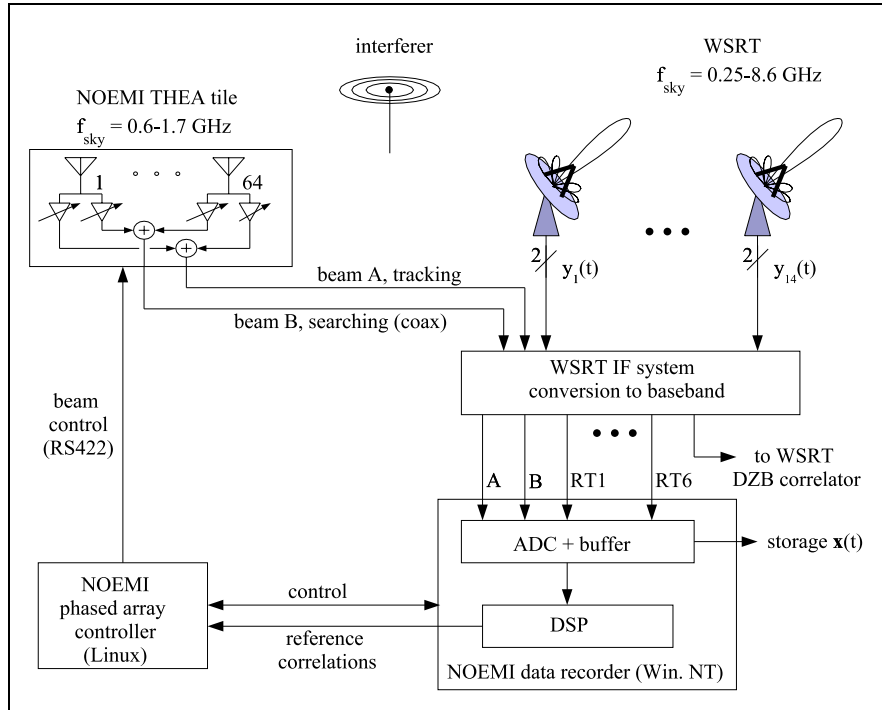 interferer
WSRT
f_sky = 0.25-8.6 GHz
NOEMI THEA tile
f_sky = 0.6-1.7 GHz
1
64
+
+
2
y_1(t)
2
y_14(t)
beam A, tracking
beam B, searching (coax)
WSRT IF system
conversion to baseband
beam
control
(RS422)
A
B
RT1
RT6
to WSRT
DZB correlator
ADC + buffer
storage x(t)
NOEMI
phased array
controller
(Linux)
control
reference
correlations
DSP
NOEMI data recorder (Win. NT)